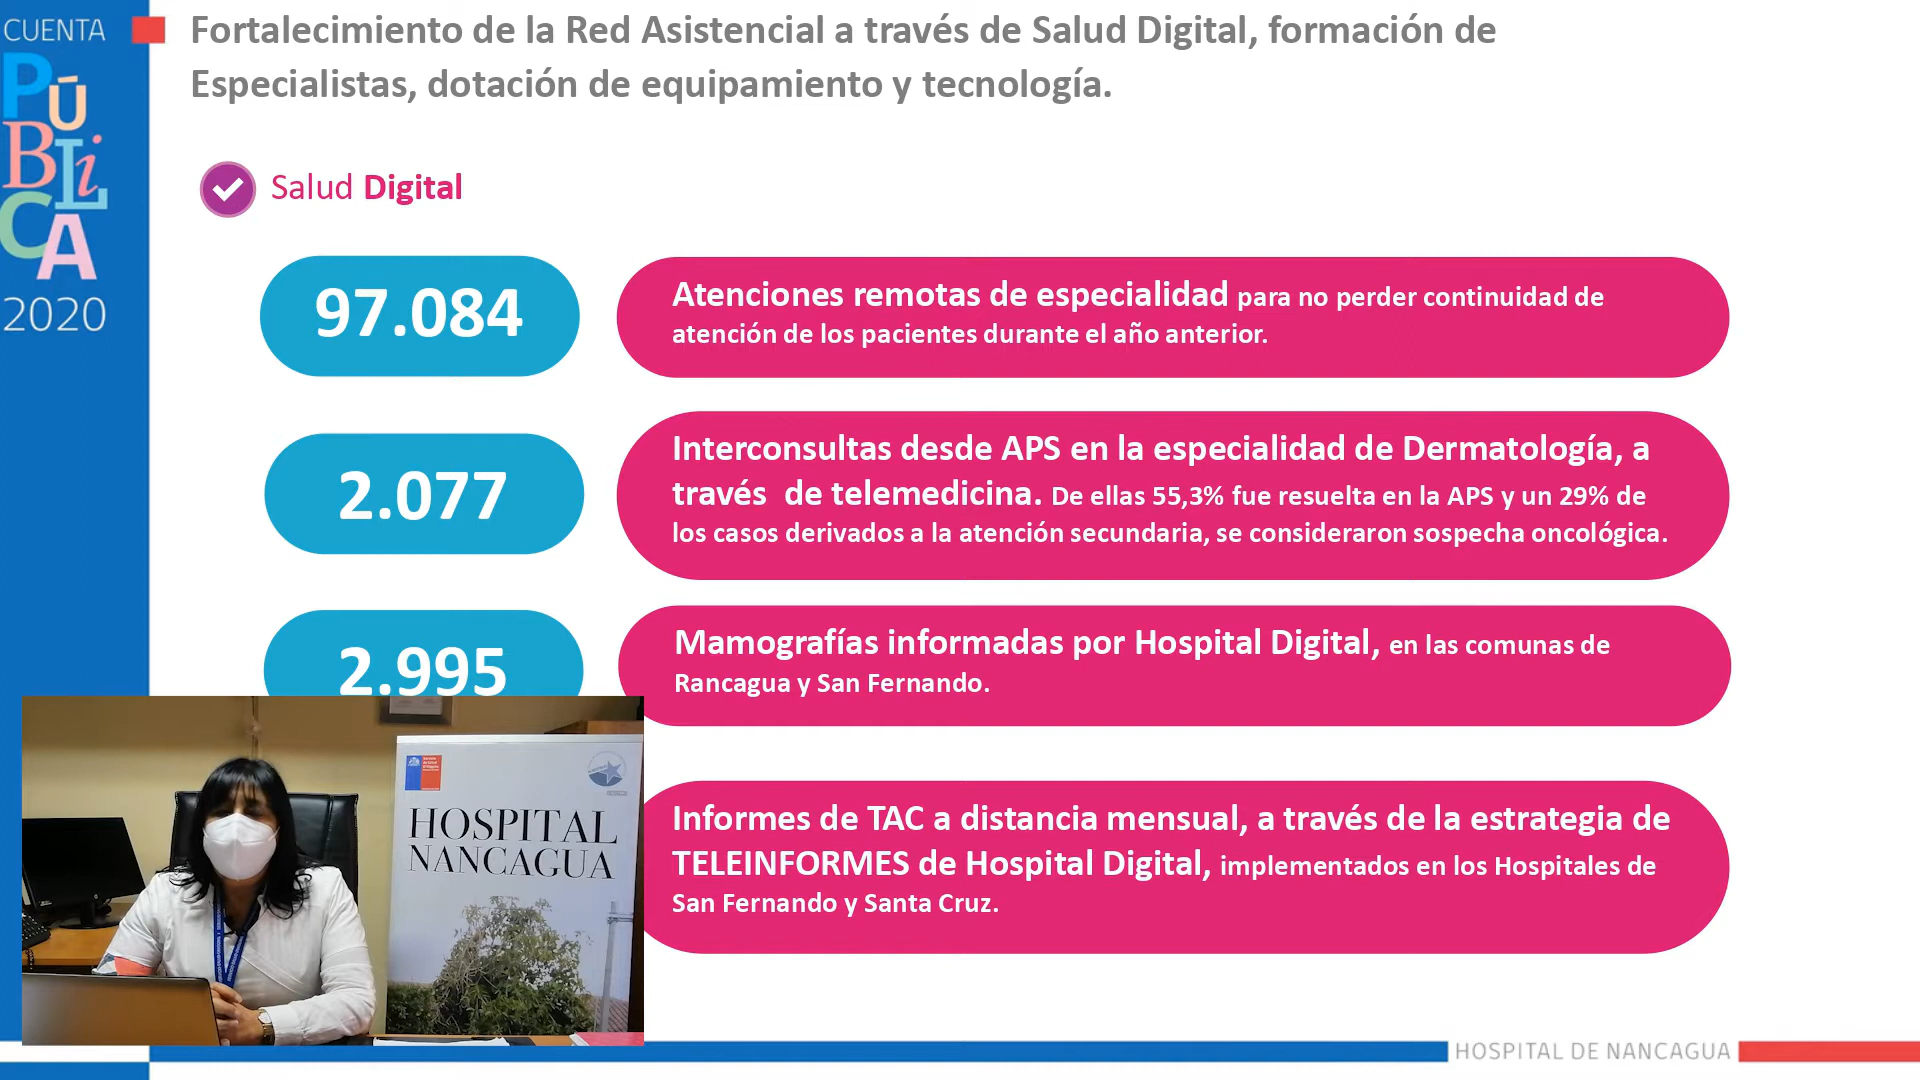 CUENTA
PÚBLiCA
2020
Fortalecimiento de la Red Asistencial a través de Salud Digital, formación de
Especialistas, dotación de equipamiento y tecnología.
Salud Digital
97.084
Atenciones remotas de especialidad para no perder continuidad de
atención de los pacientes durante el año anterior.
2.077
Interconsultas desde APS en la especialidad de Dermatología, a
través de telemedicina. De ellas 55,3% fue resuelta en la APS y un 29% de
los casos derivados a la atención secundaria, se consideraron sospecha oncológica.
2.995
Mamografías informadas por Hospital Digital, en las comunas de
Rancagua y San Fernando.
Informes de TAC a distancia mensual, a través de la estrategia de
TELEINFORMES de Hospital Digital, implementados en los Hospitales de
San Fernando y Santa Cruz.
HOSPITAL
NANCAGUA
HOSPITAL DE NANCAGUA